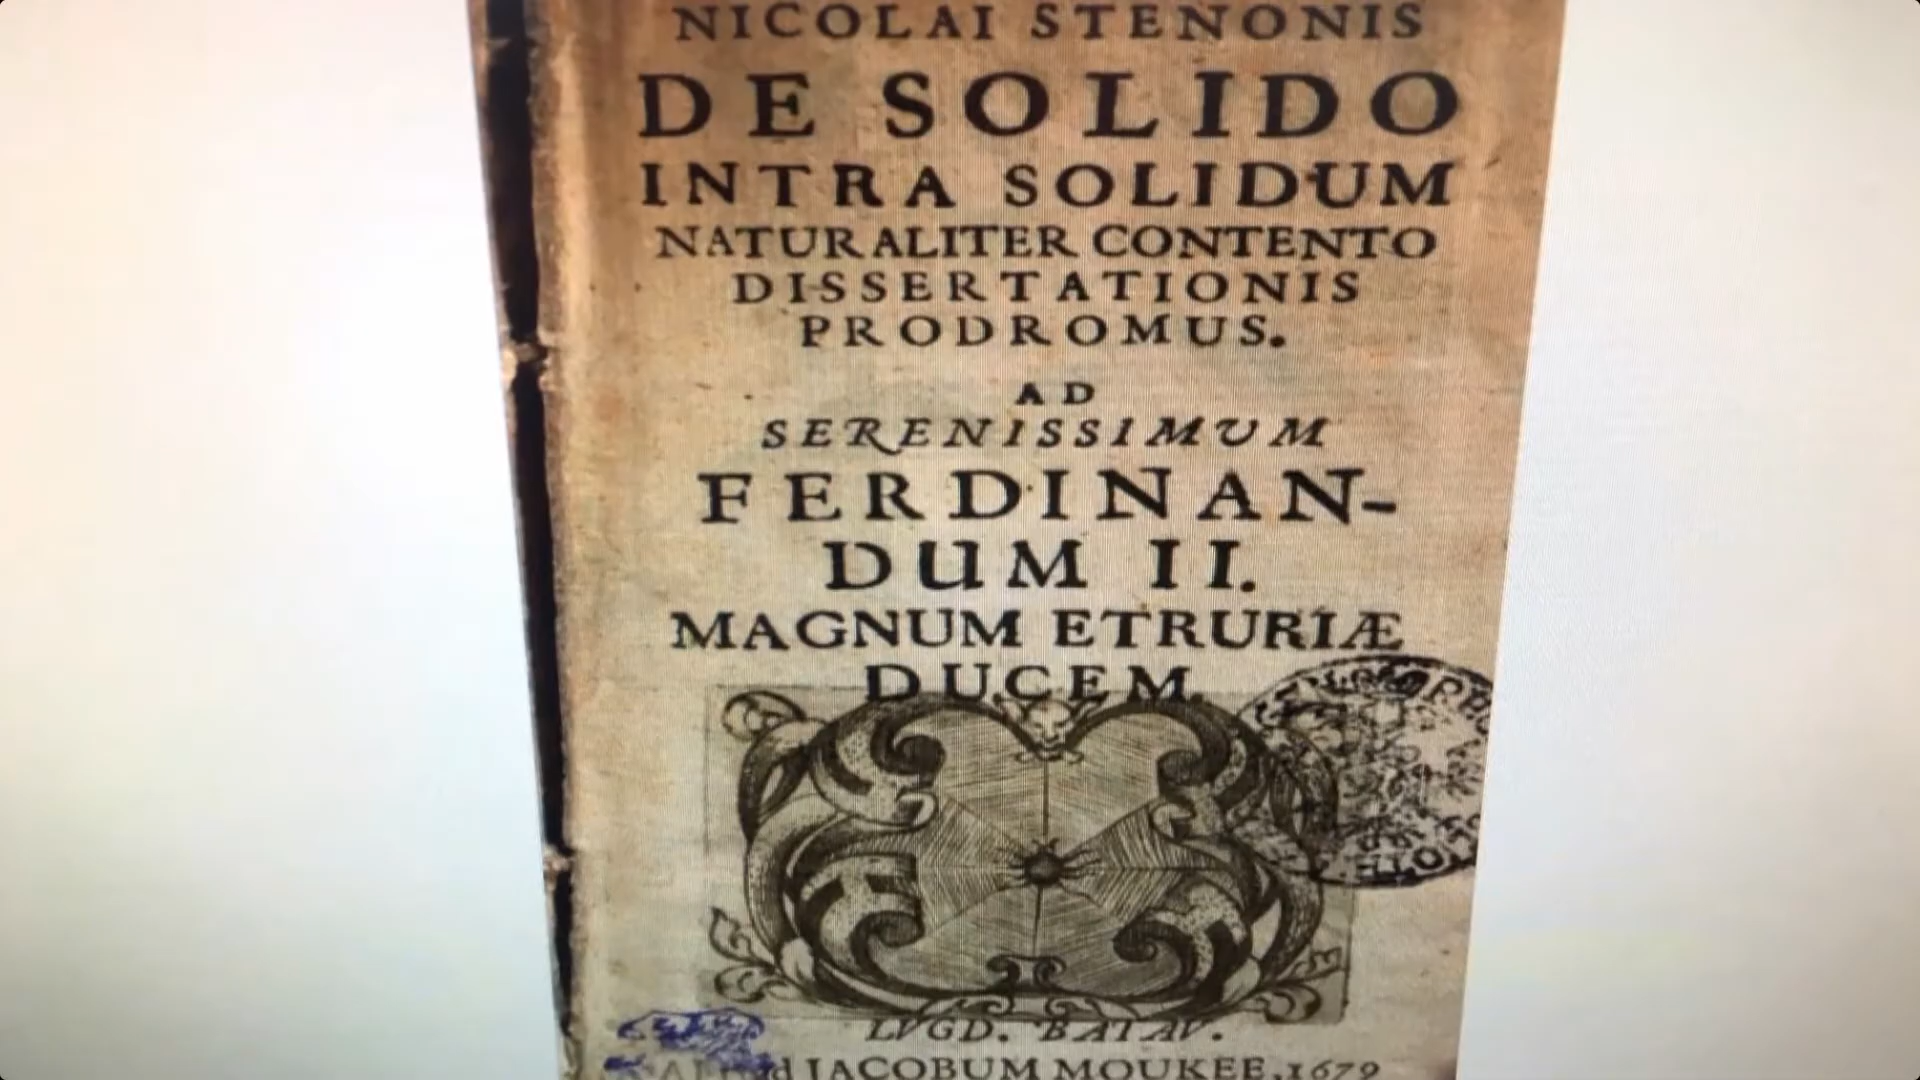 NICOLAI STENONIS
DE SOLIDO
INTRA SOLIDUM
NATURALITER CONTENTO
DISSERTATIONIS
PRODROMUS.
AD
SERENISSIMUM
FERDINAN-
DUM II.
MAGNUM ETRURIÆ
DUCEM.
LVGD. BATAV.
JACOBUM MOUKEE, 1679